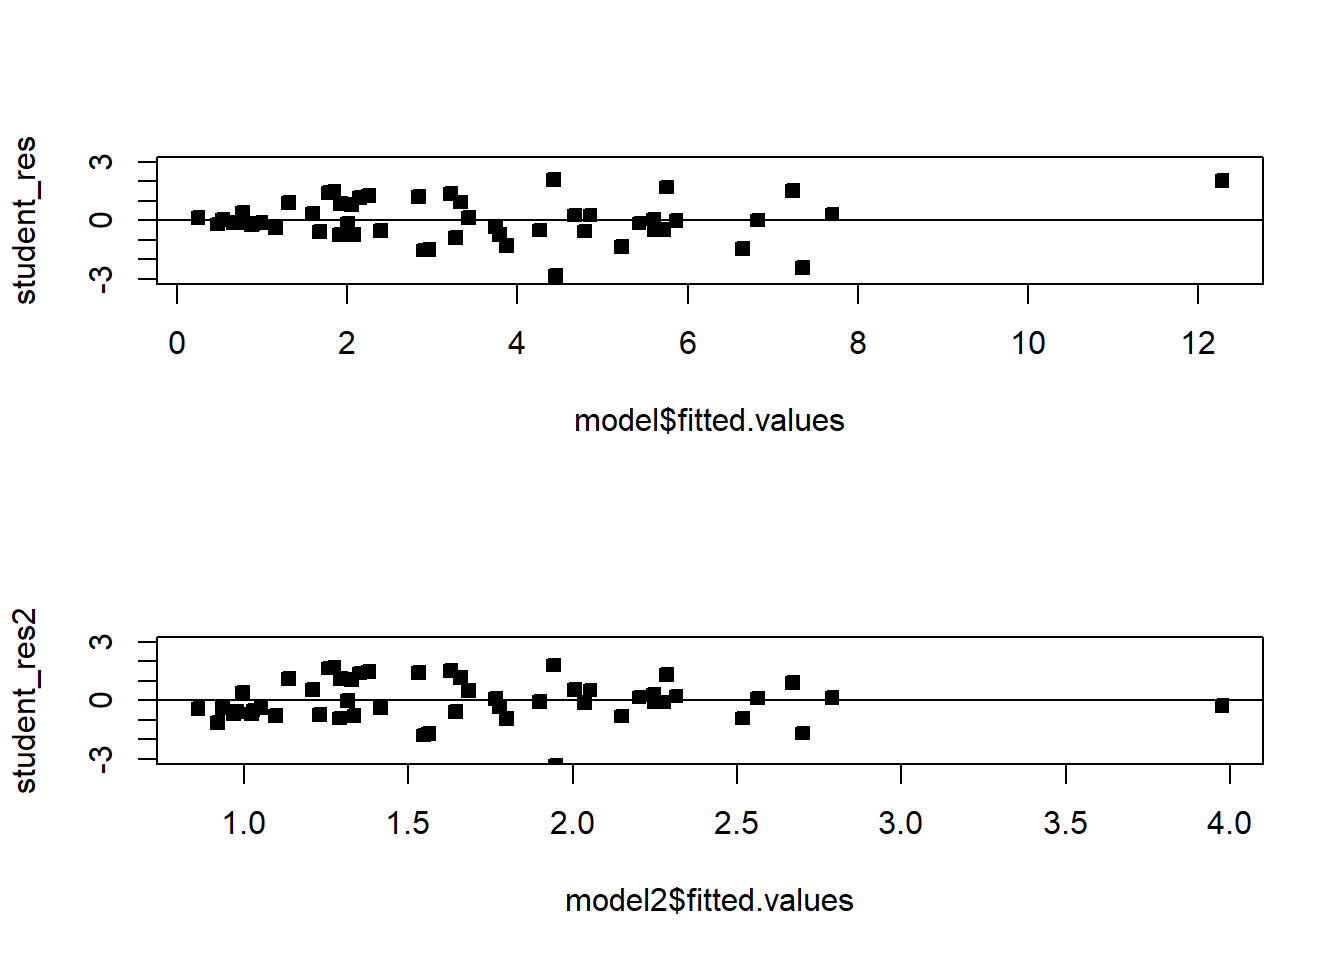 student_res
3
0
-3
0 2 4 6 8 10 12
model$fitted.values
student_res2
3
0
-3
1.0 1.5 2.0 2.5 3.0 3.5 4.0
model2$fitted.values